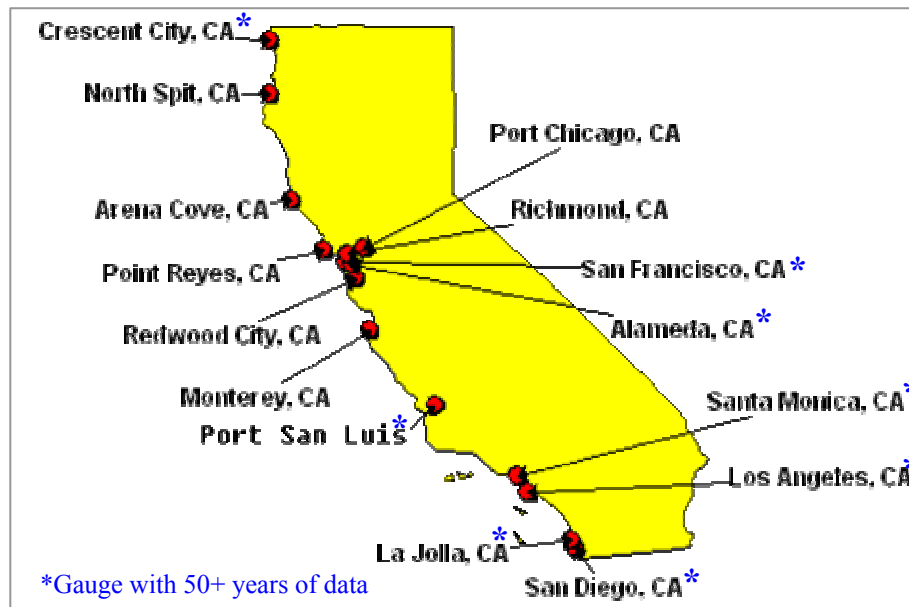 Crescent City, CA*
North Spit, CA
Port Chicago, CA
Arena Cove, CA
Richmond, CA
Point Reyes, CA
San Francisco, CA*
Redwood City, CA
Alameda, CA*
Monterey, CA
Santa Monica, CA*
Port San Luis*
Los Angeles, CA*
La Jolla, CA*
San Diego, CA*
*Gauge with 50+ years of data